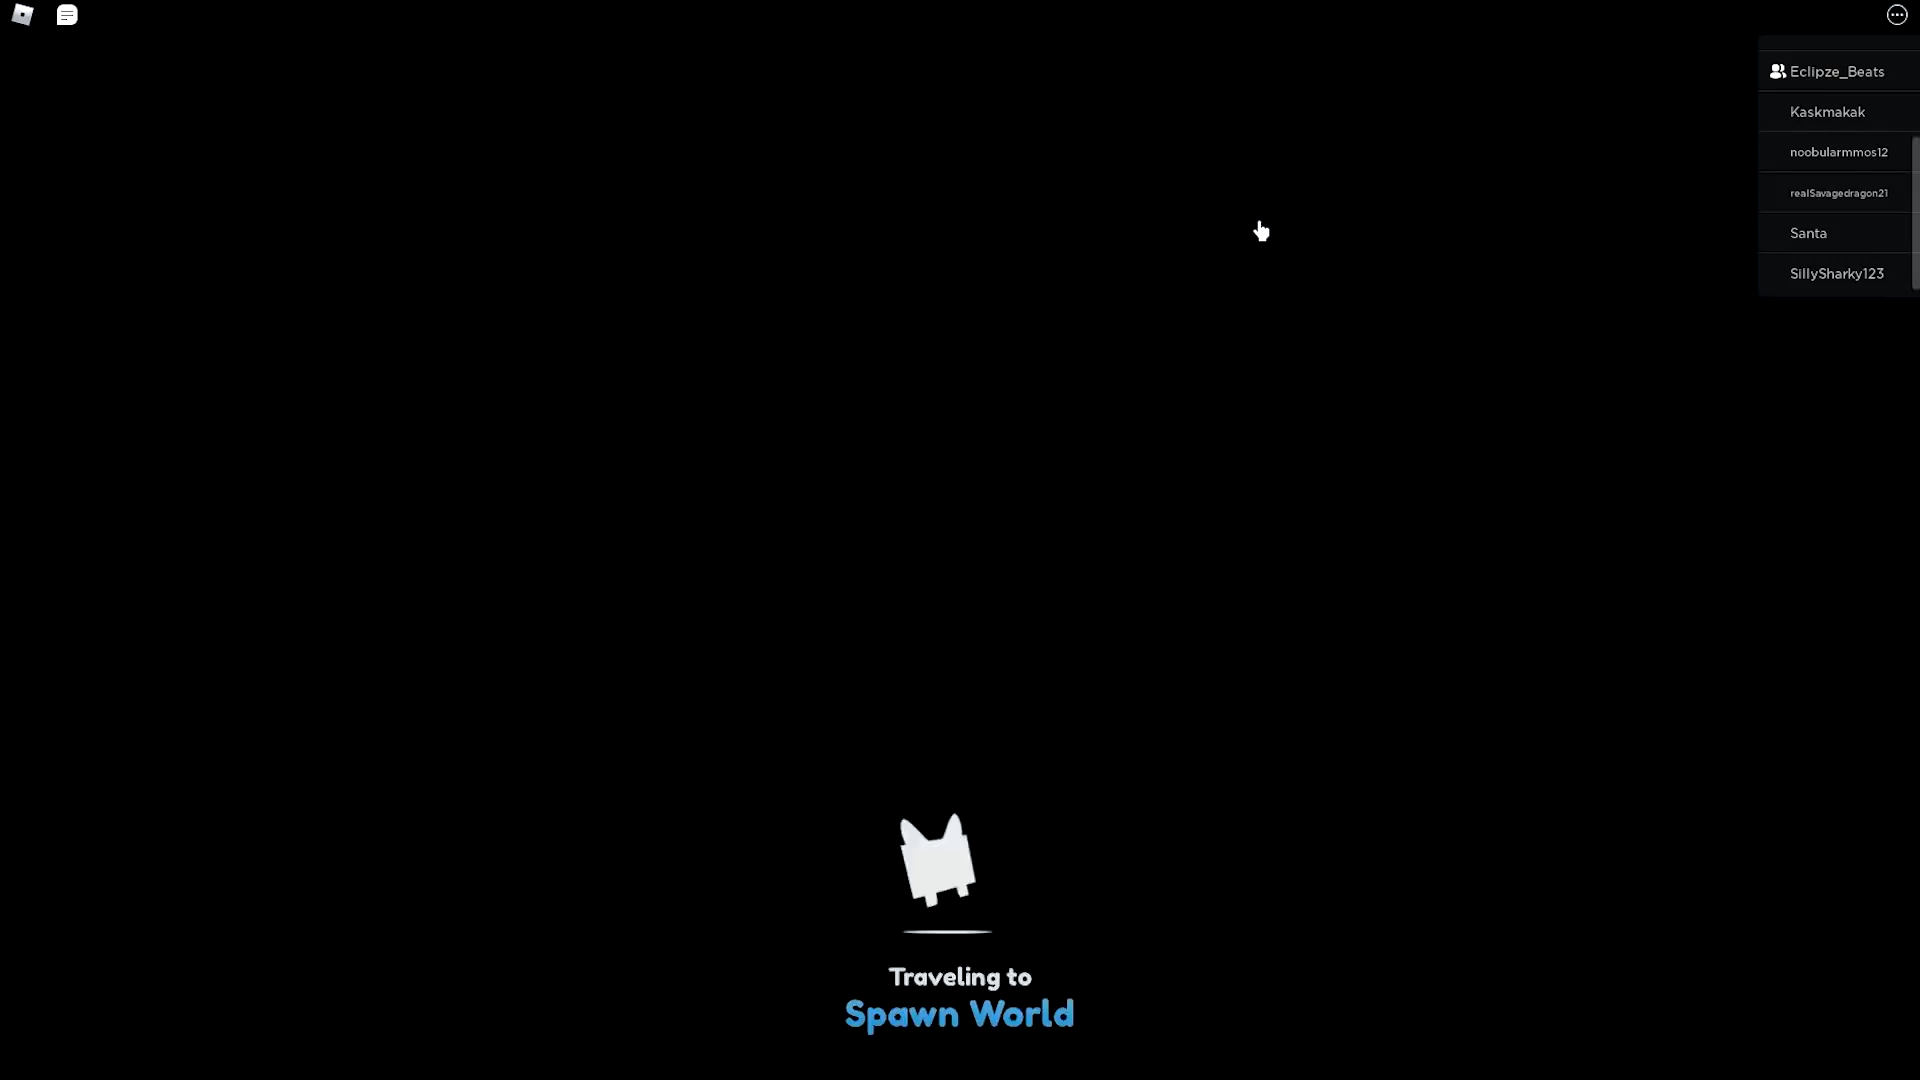 Eclipze_Beats
Kaskmakak
noobularmmos12
realSavagedragon21
Santa
SillySharky123
Traveling to
Spawn World